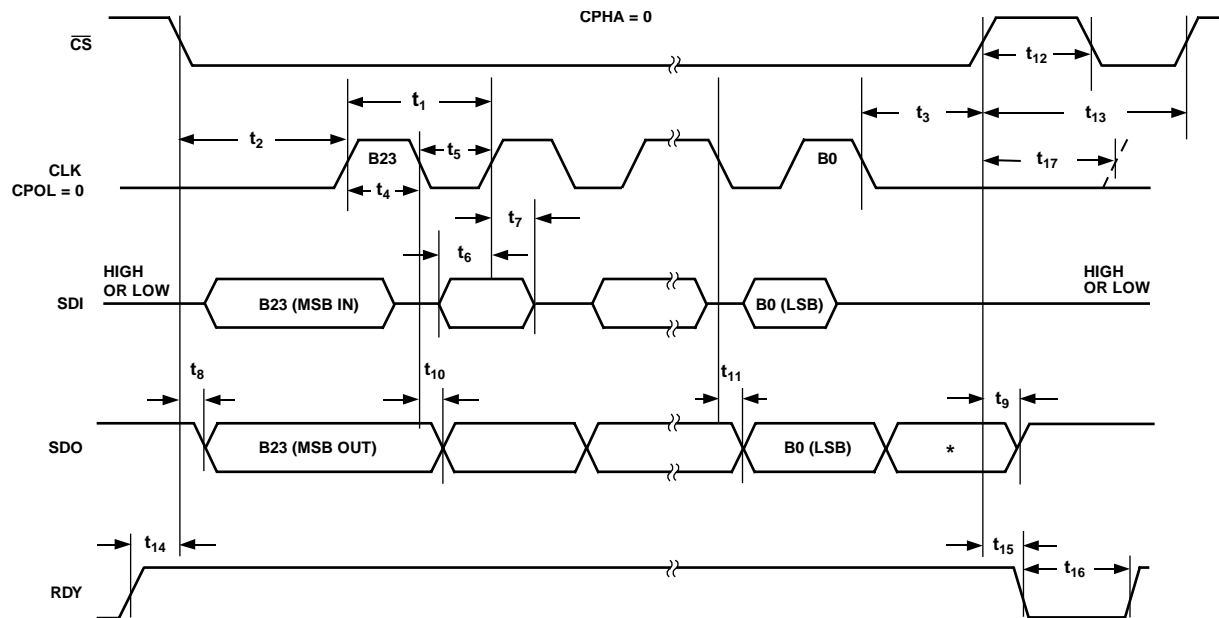 CPHA = 0
CS
t12
t1
t3
t13
t2
B23
t5
B0
t17
CLK
CPOL = 0
t4
t7
t6
HIGH
OR LOW
HIGH
OR LOW
SDI
B23 (MSB IN)
B0 (LSB)
t8
t10
t11
t9
SDO
B23 (MSB OUT)
B0 (LSB)
*
t14
t15
t16
RDY